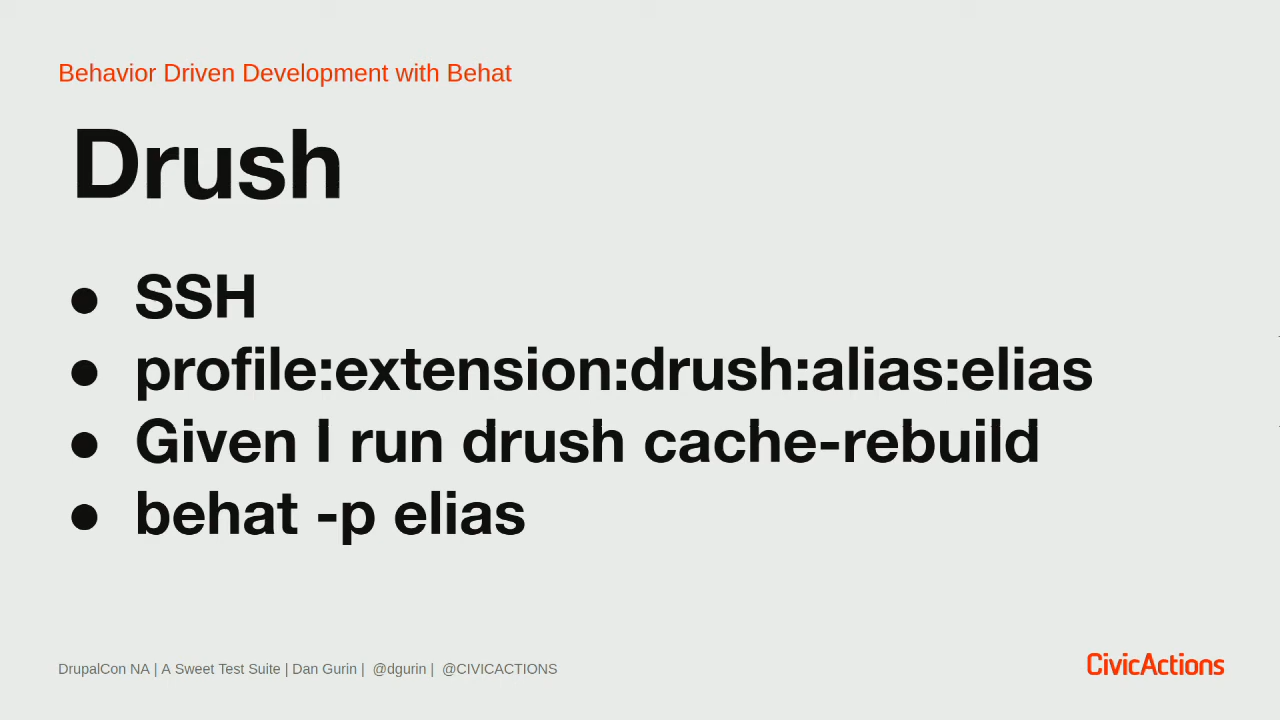 Behavior Driven Development with Behat
Drush
● SSH
● profile:extension:drush:alias:elias
● Given I run drush cache-rebuild
● behat -p elias
DrupalCon NA | A Sweet Test Suite | Dan Gurin | @dgurin | @CIVICACTIONS
CivicActions